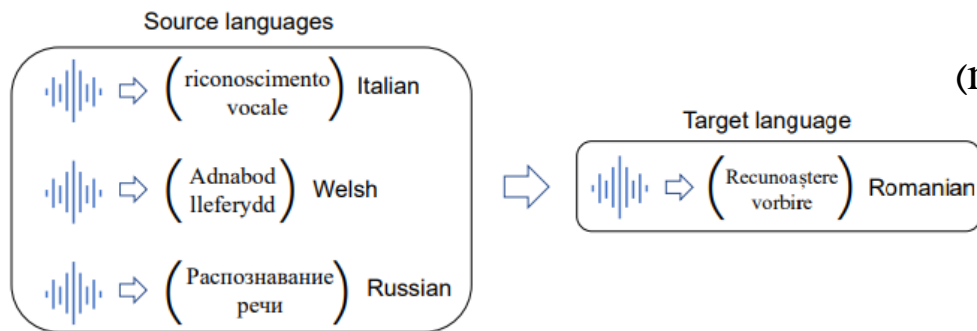 Source languages
riconoscimento
vocale
Italian
Adnabod
lleferydd
Welsh
Распознавание
речи
Russian
Target language
Recunoaștere
vorbire
Romanian